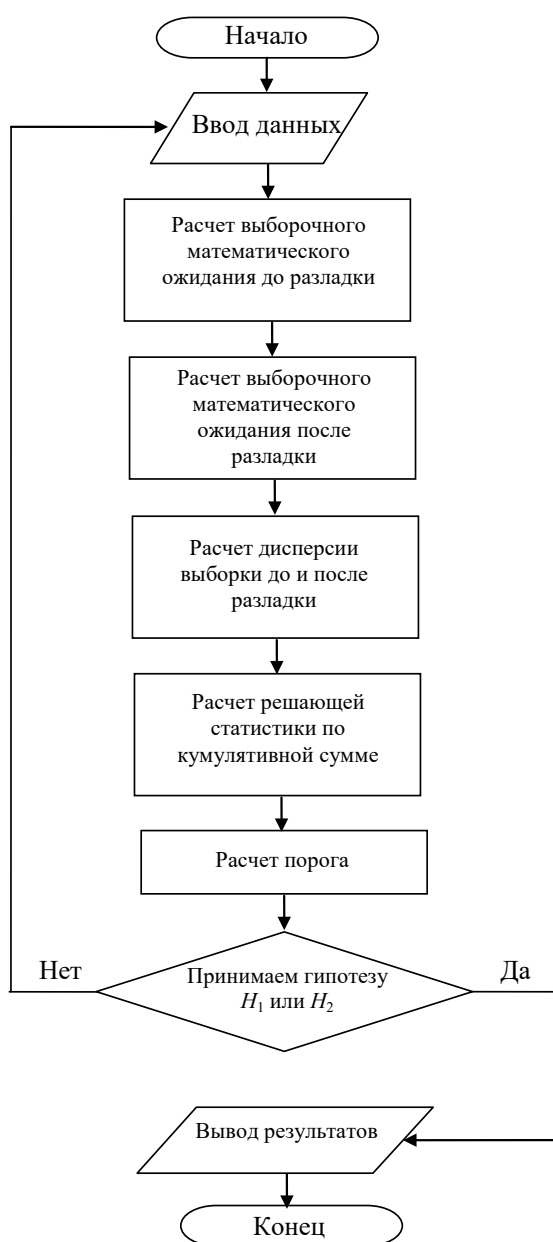 Начало
Ввод данных
Расчет выборочного
математического
ожидания до разладки
Расчет выборочного
математического
ожидания после
разладки
Расчет дисперсии
выборки до и после
разладки
Расчет решающей
статистики по
кумулятивной сумме
Расчет порога
Нет
Принимаем гипотезу
H₁ или H₂
Да
Вывод результатов
Конец